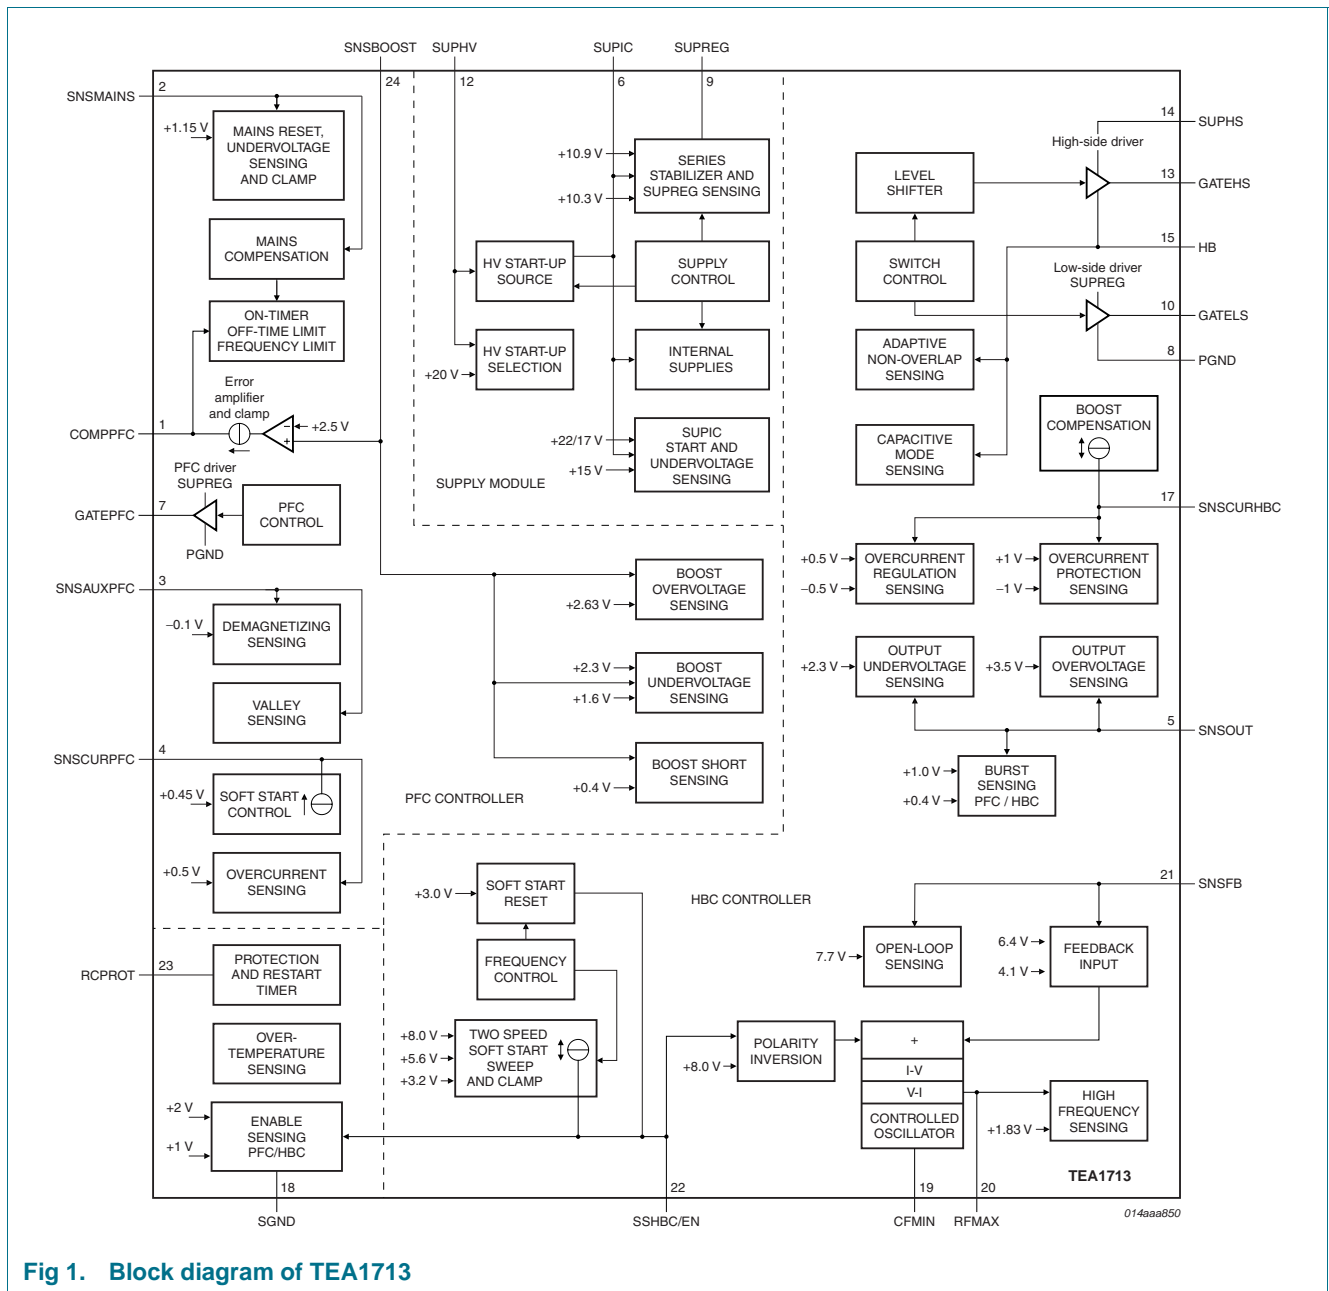 SNSBOOST SUPHV SUPIC SUPREG
24 12 6 9
SNSMAINS 2
+1.15 V
MAINS RESET,
UNDERVOLTAGE
SENSING
AND CLAMP
MAINS
COMPENSATION
ON-TIMER
OFF-TIME LIMIT
FREQUENCY LIMIT
Error
amplifier
and clamp
COMPPFC 1
−
+
+2.5 V
PFC driver
SUPREG
GATEPFC 7
PGND
PFC
CONTROL
SNSAUXPFC 3
−0.1 V
DEMAGNETIZING
SENSING
VALLEY
SENSING
SNSCURPFC 4
+0.45 V
SOFT START
CONTROL
+0.5 V
OVERCURRENT
SENSING
RCPROT 23
PROTECTION
AND RESTART
TIMER
OVER-
TEMPERATURE
SENSING
+2 V
+1 V
ENABLE
SENSING
PFC/HBC
18
SGND
+10.9 V
+10.3 V
SERIES
STABILIZER AND
SUPREG SENSING
HV START-UP
SOURCE
SUPPLY
CONTROL
HV START-UP
SELECTION
+20 V
INTERNAL
SUPPLIES
+22/17 V
+15 V
SUPIC
START AND
UNDERVOLTAGE
SENSING
SUPPLY MODULE
BOOST
OVERVOLTAGE
SENSING
+2.63 V
+2.3 V
+1.6 V
BOOST
UNDERVOLTAGE
SENSING
BOOST SHORT
SENSING
+0.4 V
PFC CONTROLLER
14 SUPHS
High-side driver
LEVEL
SHIFTER
13 GATEHS
15 HB
SWITCH
CONTROL
Low-side driver
SUPREG
10 GATELS
8 PGND
ADAPTIVE
NON-OVERLAP
SENSING
CAPACITIVE
MODE
SENSING
BOOST
COMPENSATION
17 SNSCURHBC
+0.5 V
−0.5 V
OVERCURRENT
REGULATION
SENSING
+1 V
−1 V
OVERCURRENT
PROTECTION
SENSING
+2.3 V
OUTPUT
UNDERVOLTAGE
SENSING
+3.5 V
OUTPUT
OVERVOLTAGE
SENSING
5 SNSOUT
+1.0 V
+0.4 V
BURST
SENSING
PFC / HBC
+3.0 V
SOFT START
RESET
HBC CONTROLLER
21 SNSFB
FREQUENCY
CONTROL
7.7 V
OPEN-LOOP
SENSING
6.4 V
4.1 V
FEEDBACK
INPUT
+8.0 V
+5.6 V
+3.2 V
TWO SPEED
SOFT START
SWEEP
AND CLAMP
POLARITY
INVERSION
+8.0 V
+
I-V
V-I
CONTROLLED
OSCILLATOR
HIGH
FREQUENCY
SENSING
+1.83 V
TEA1713
22 19 20
SSHBC/EN CFMIN RFMAX
014aaa850
Fig 1. Block diagram of TEA1713